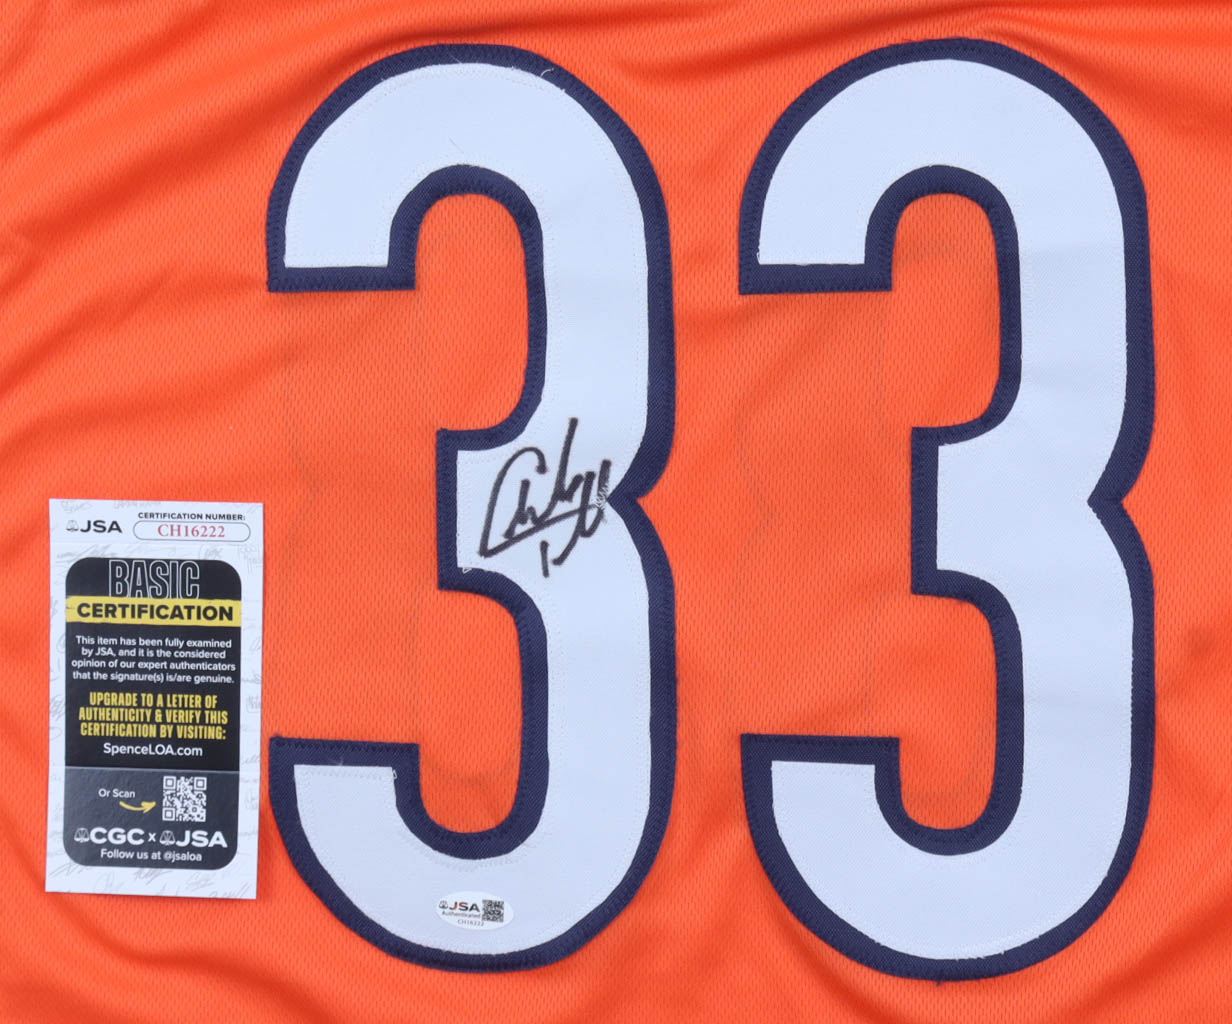 33
JSA
CERTIFICATION NUMBER:
CH16222
BASIC
CERTIFICATION
This item has been fully examined
by JSA, and it is the considered
opinion of our expert authenticators
that the signature(s) is/are genuine.
UPGRADE TO A LETTER OF
AUTHENTICITY & VERIFY THIS
CERTIFICATION BY VISITING:
SpenceLOA.com
Or Scan
CGC x JSA
Follow us at @jsaloa
JSA
Authenticated
CH16222